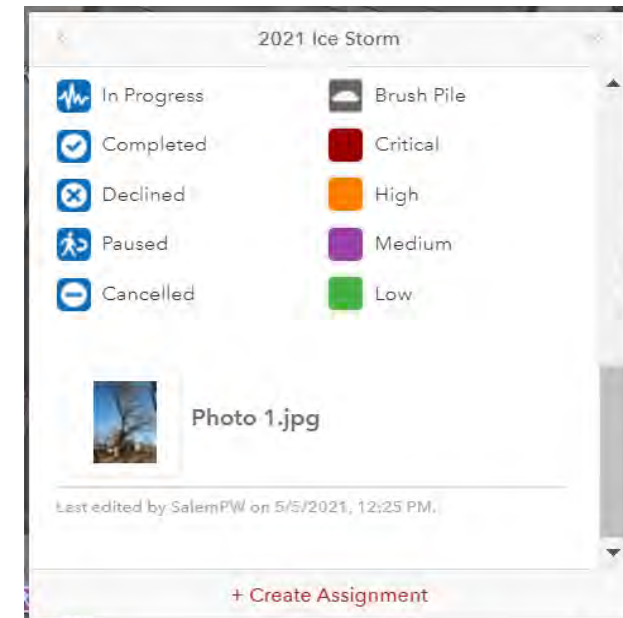 2021 Ice Storm
In Progress
Brush Pile
Completed
Critical
Declined
High
Paused
Medium
Cancelled
Low
Photo 1.jpg
Last edited by SalemPW on 5/5/2021, 12:25 PM.
+ Create Assignment